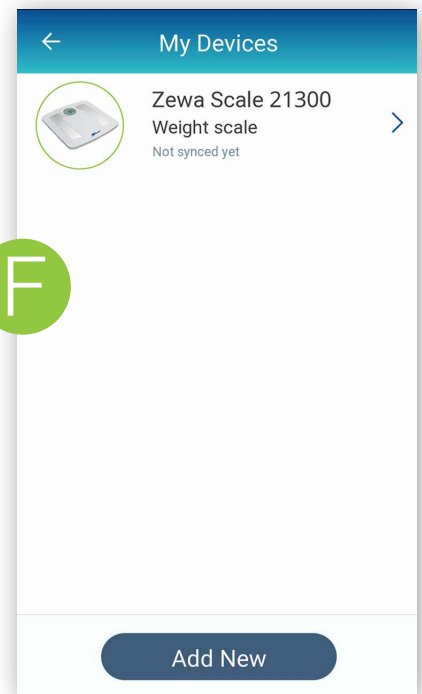 My Devices
Zewa Scale 21300
Weight scale
Not synced yet
F
Add New